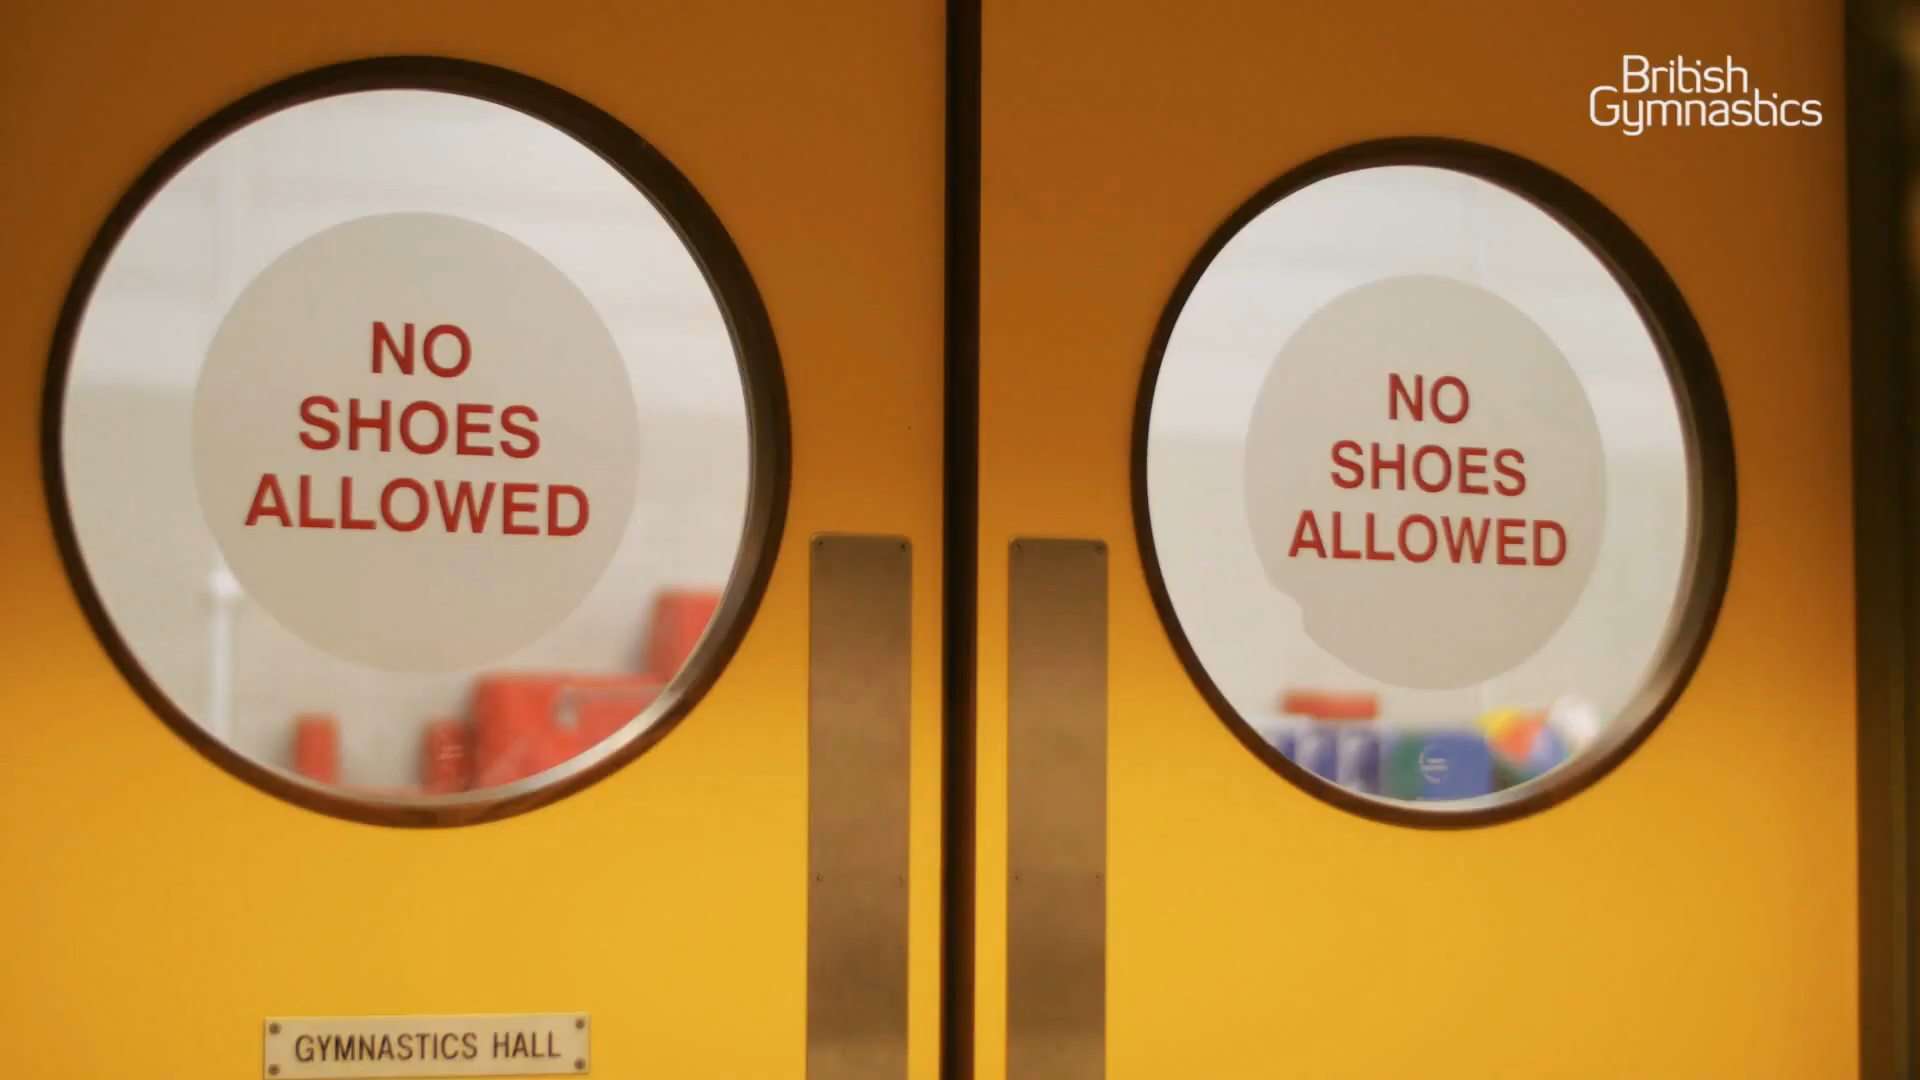 British
Gymnastics
NO
SHOES
ALLOWED
NO
SHOES
ALLOWED
GYMNASTICS HALL